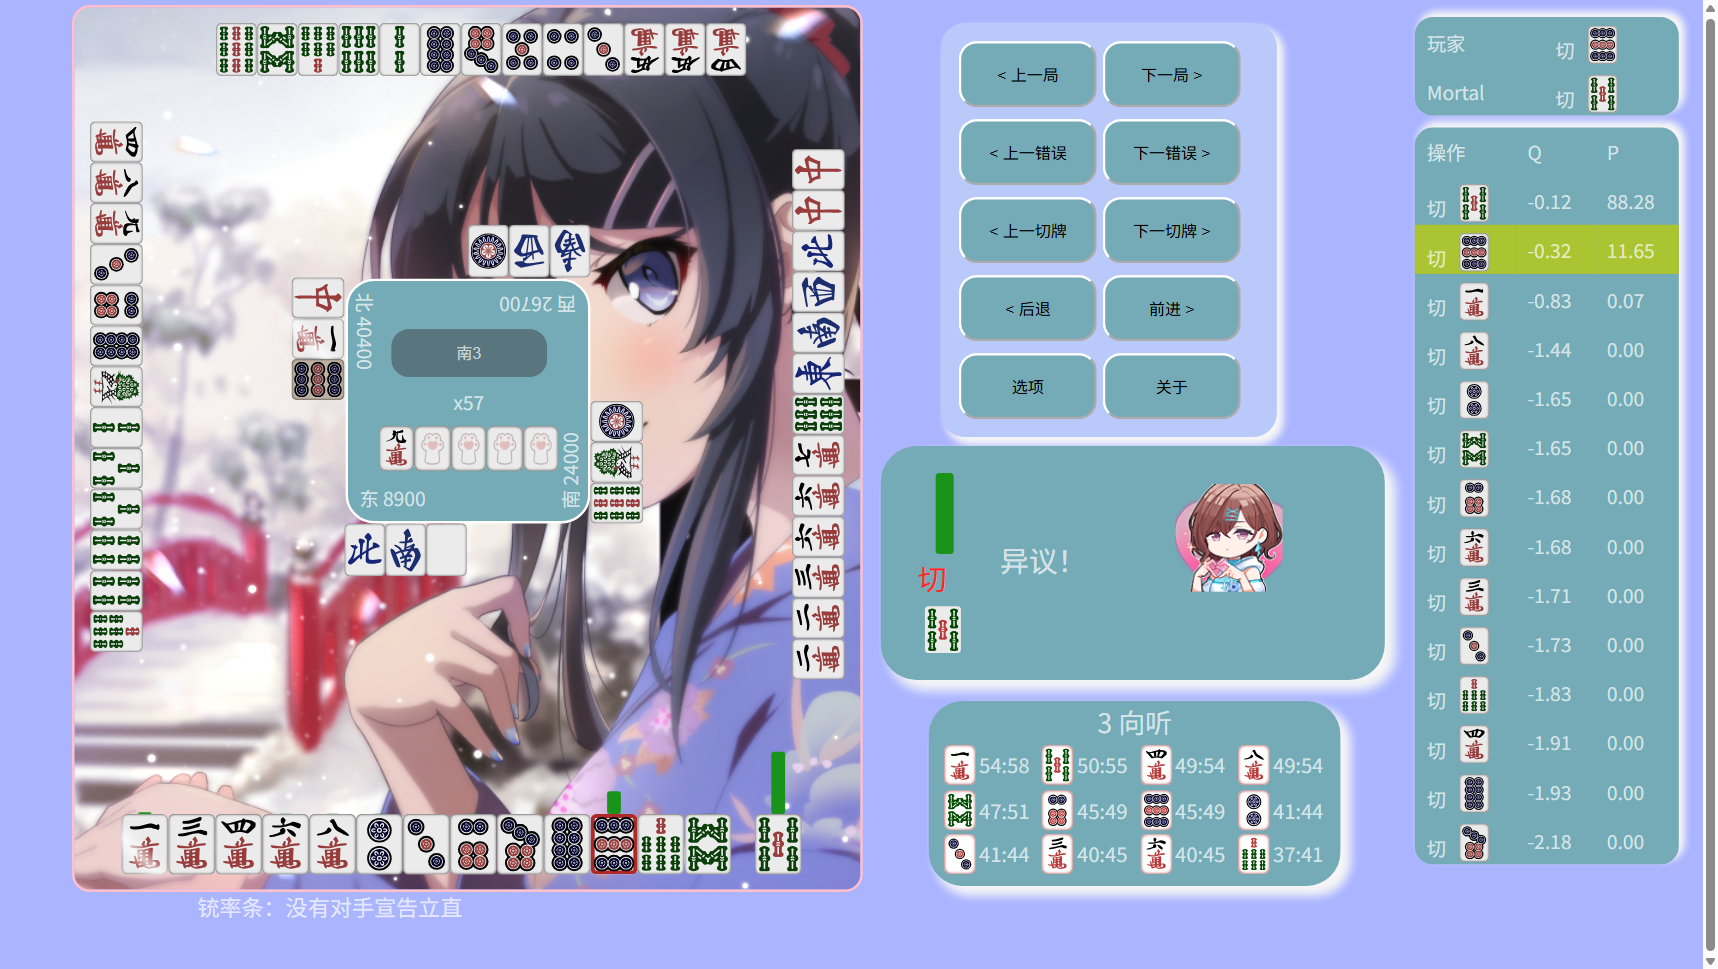 玩家 切
Mortal 切
< 上一局 下一局 >
< 上一错误 下一错误 >
< 上一切牌 下一切牌 >
< 后退 前进 >
选项 关于
操作 Q P
切 -0.12 88.28
切 -0.32 11.65
切 -0.83 0.07
切 -1.44 0.00
切 -1.65 0.00
切 -1.65 0.00
切 -1.68 0.00
切 -1.68 0.00
切 -1.71 0.00
切 -1.73 0.00
切 -1.83 0.00
切 -1.91 0.00
切 -1.93 0.00
切 -2.18 0.00
西 26700
北 40400
南3
x57
南 24000
东 8900
异议！
切
3 向听
54:58 50:55 49:54 49:54
47:51 45:49 45:49 41:44
41:44 40:45 40:45 37:41
铳率条：没有对手宣告立直